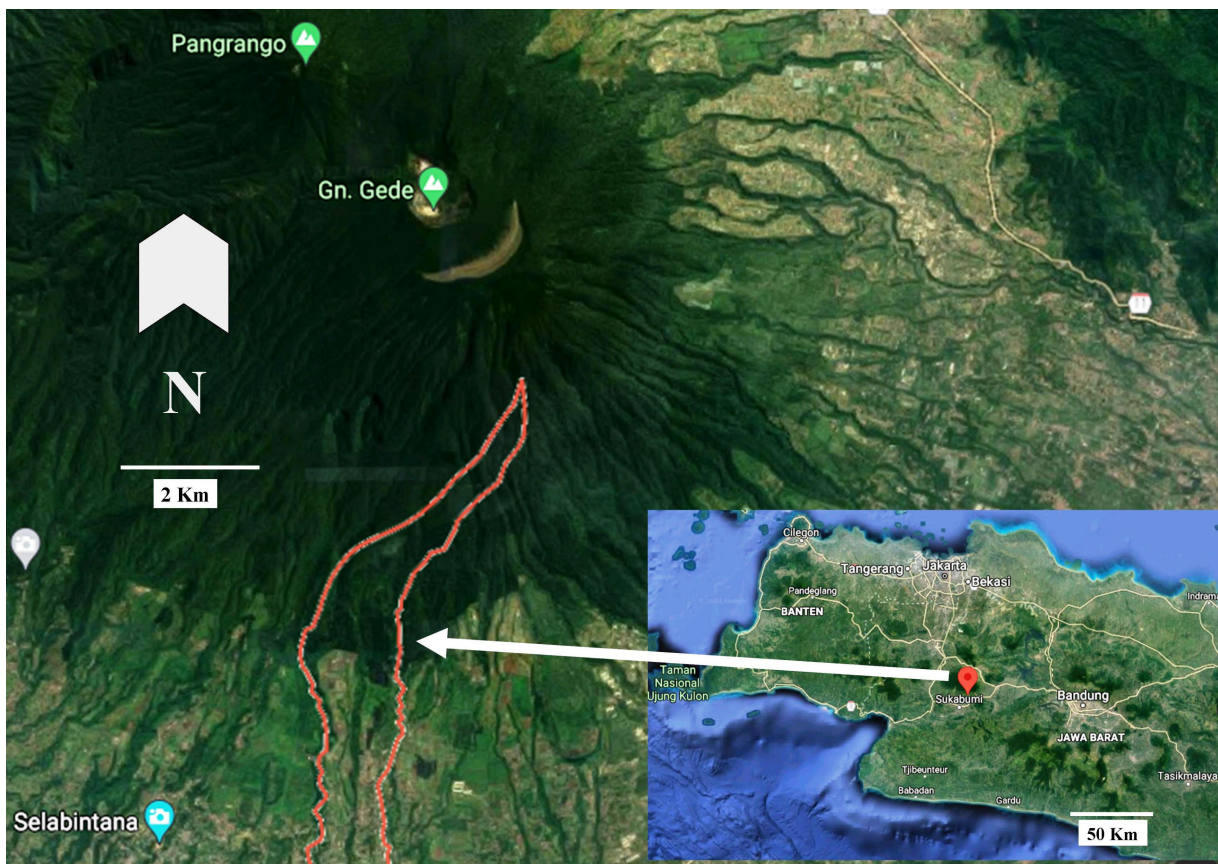 Pangrango
Gn. Gede
11
N
2 Km
Selabintana
Cilegon
Tangerang
Jakarta
Bekasi
Pandeglang
BANTEN
Indrama
Taman
Nasional
Ujung Kulon
Sukabumi
Bandung
JAWA BARAT
Tjibeunteur
Tasikmalaya
Babadan
Gardu
50 Km